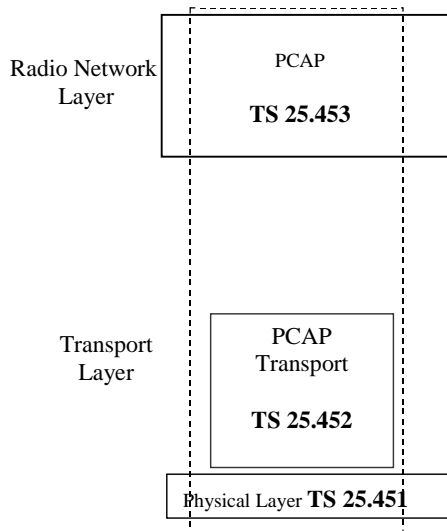 Radio Network
Layer
PCAP
TS 25.453
Transport
Layer
PCAP
Transport
TS 25.452
Physical Layer TS 25.451